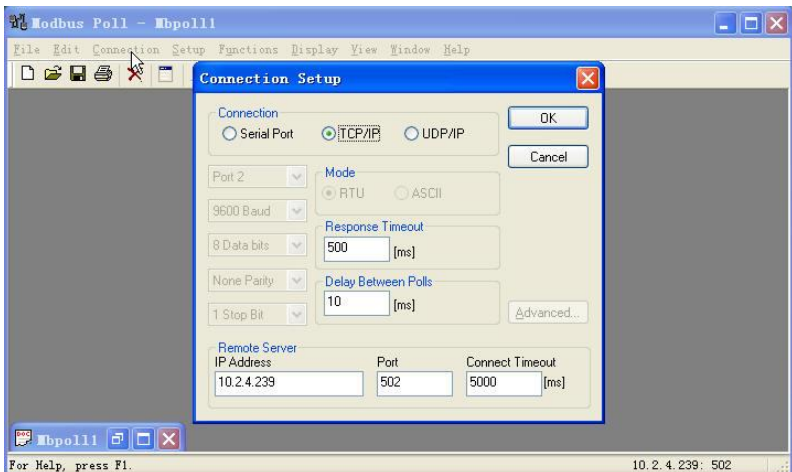 Modbus Poll - Mbpoll1
File Edit Connection Setup Functions Display View Window Help
Connection Setup
Connection
Serial Port TCP/IP UDP/IP
OK
Cancel
Port 2
9600 Baud
8 Data bits
None Parity
1 Stop Bit
Mode
RTU ASCII
Response Timeout
500 [ms]
Delay Between Polls
10 [ms]
Advanced...
Remote Server
IP Address Port Connect Timeout
10.2.4.239 502 5000 [ms]
DOC
Mbpoll1
For Help, press F1. 10.2.4.239: 502